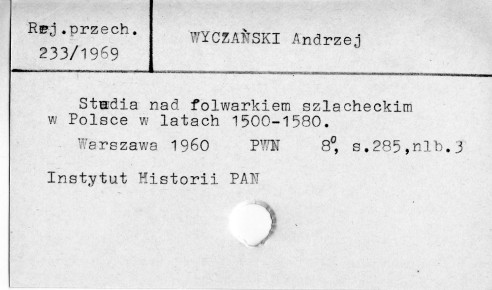 Rej.przech.
233/1969
WYCZAŃSKI Andrzej
Studia nad folwarkiem szlacheckim
w Polsce w latach 1500-1580.
Warszawa 1960 PWN 8⁰, s.285,nlb.3
Instytut Historii PAN